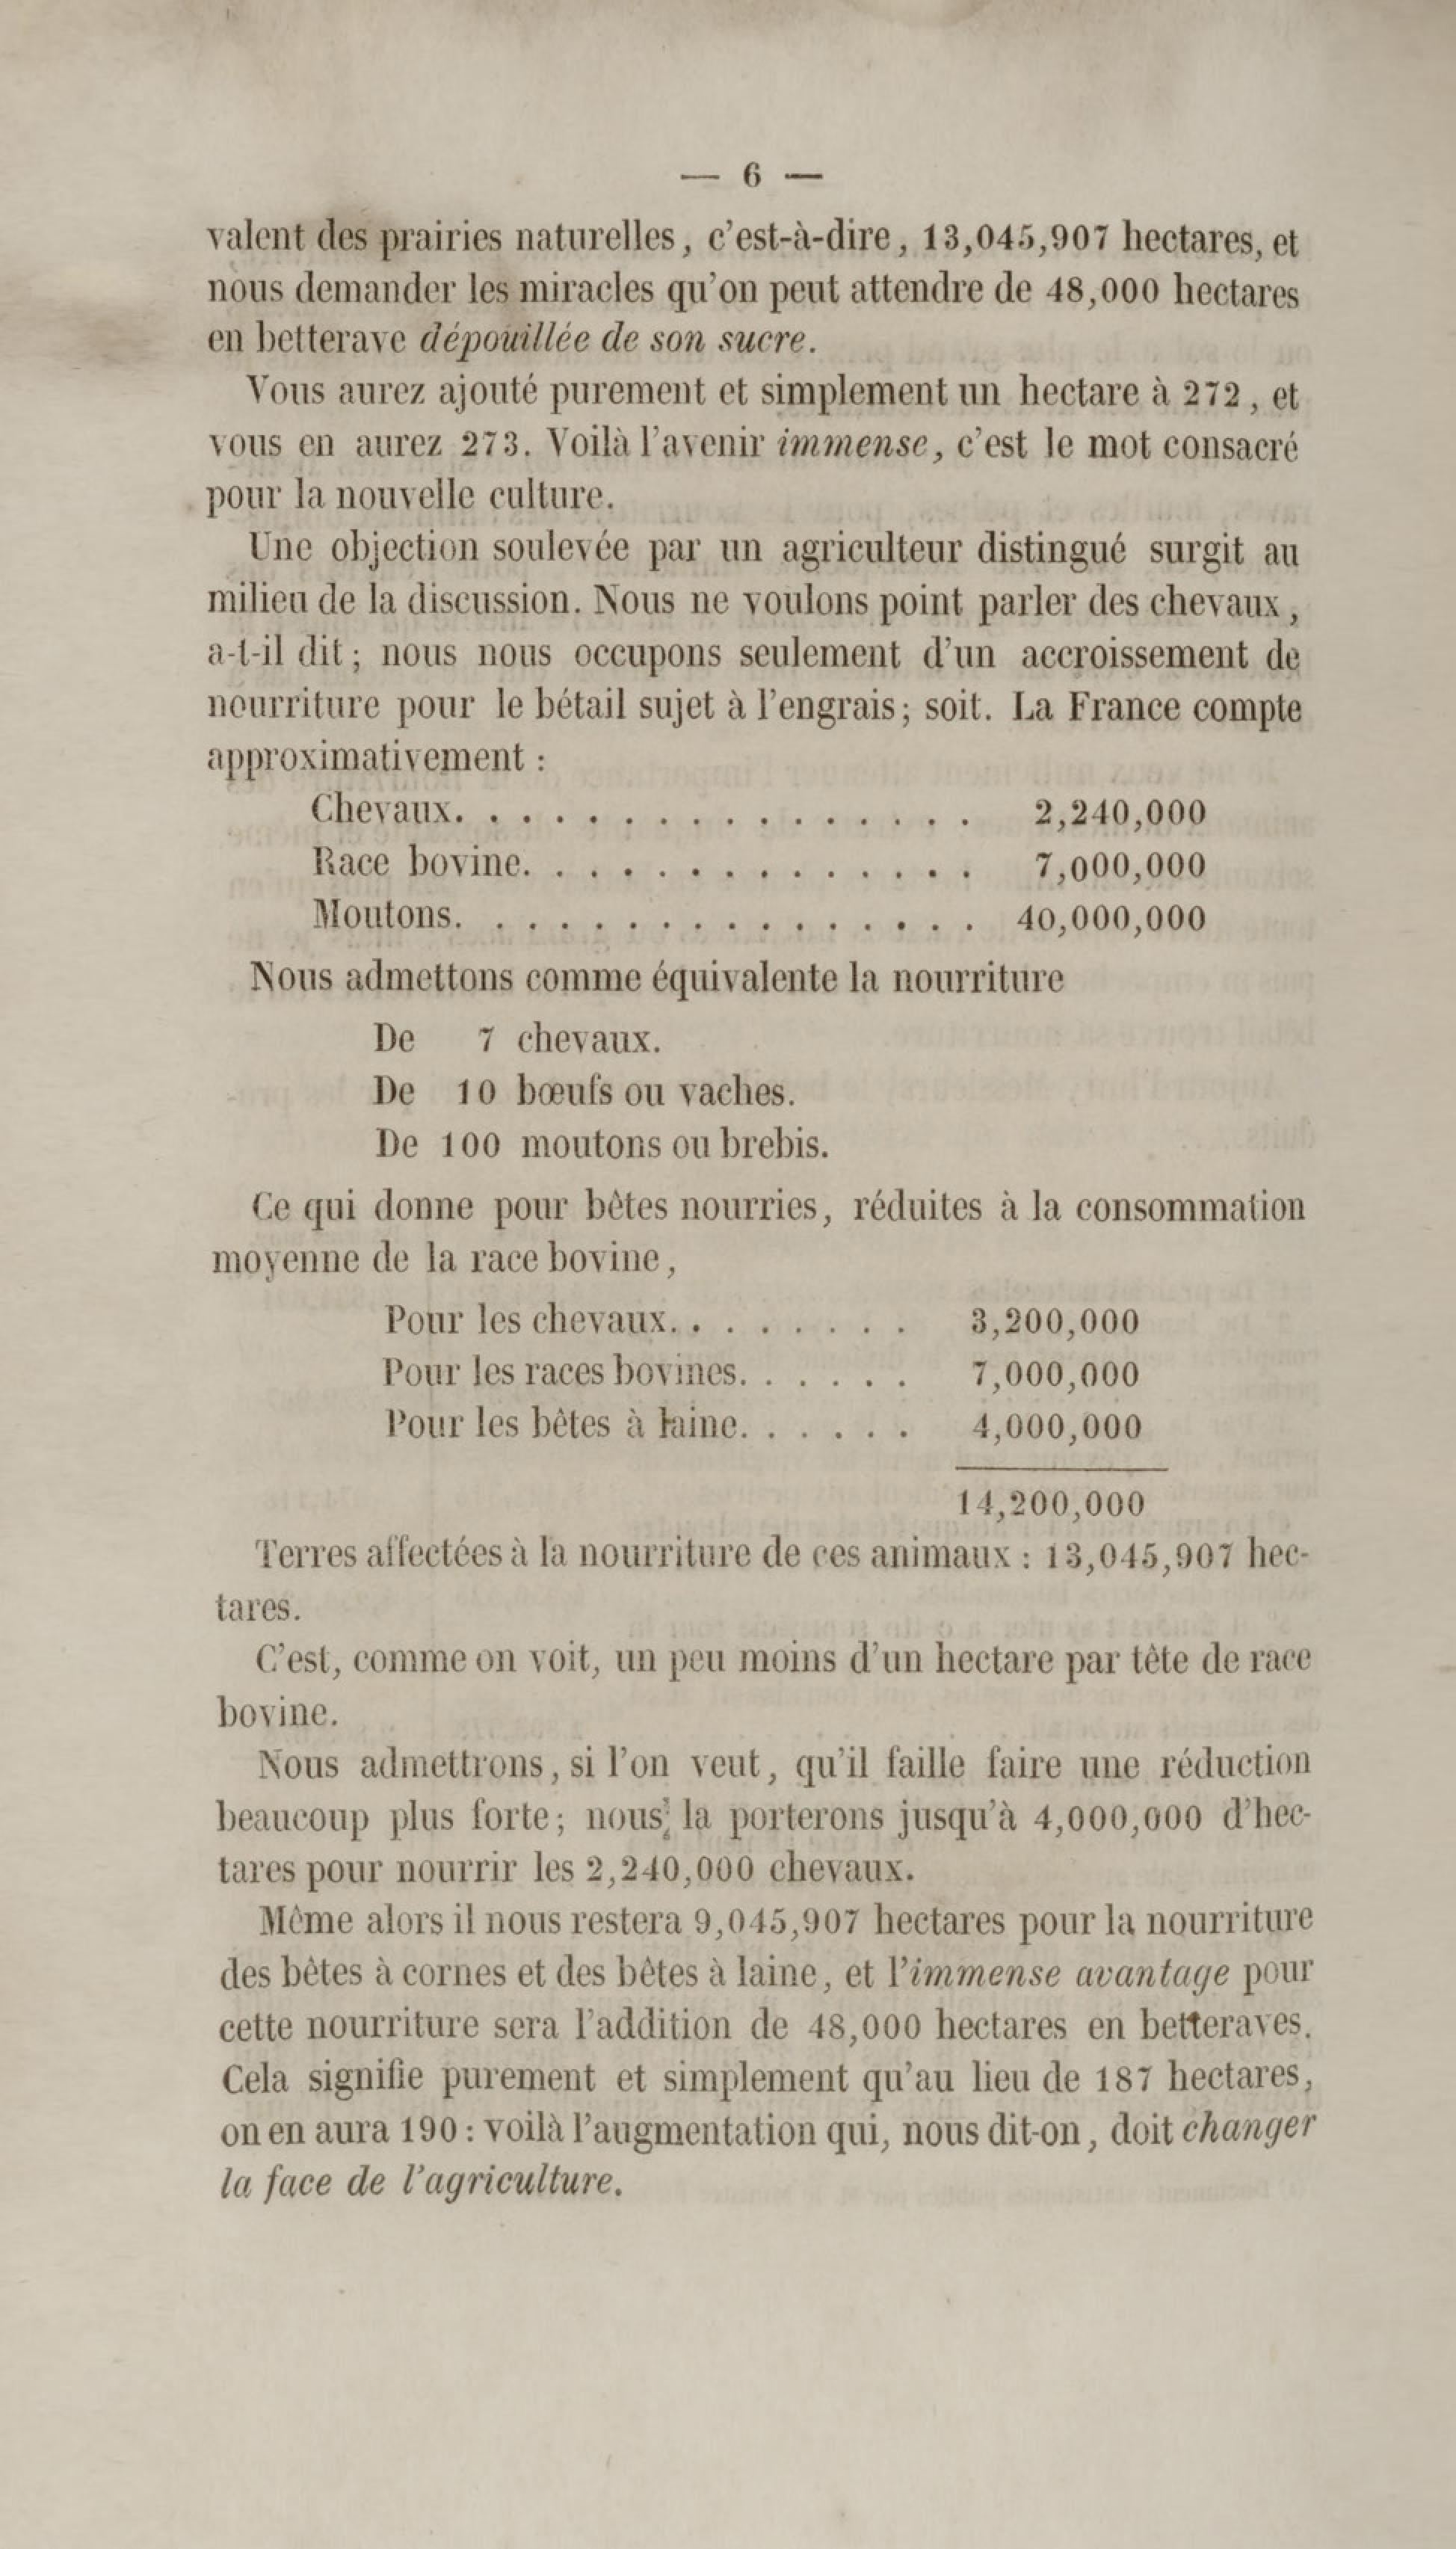 — 6 —
valent des prairies naturelles, c'est-à-dire, 13,045,907 hectares, et
nous demander les miracles qu'on peut attendre de 48,000 hectares
en betterave dépouillée de son sucre.
Vous aurez ajouté purement et simplement un hectare à 272, et
vous en aurez 273. Voilà l'avenir immense, c'est le mot consacré
pour la nouvelle culture.
Une objection soulevée par un agriculteur distingué surgit au
milieu de la discussion. Nous ne voulons point parler des chevaux,
a-t-il dit; nous nous occupons seulement d'un accroissement de
nourriture pour le bétail sujet à l'engrais; soit. La France compte
approximativement :
Chevaux. . . . . . . . . . . . . . . . 2,240,000
Race bovine. . . . . . . . . . . . . . 7,000,000
Moutons. . . . . . . . . . . . . . . . 40,000,000
Nous admettons comme équivalente la nourriture
De 7 chevaux.
De 10 bœufs ou vaches.
De 100 moutons ou brebis.
Ce qui donne pour bêtes nourries, réduites à la consommation
moyenne de la race bovine,
Pour les chevaux. . . . . . . . 3,200,000
Pour les races bovines. . . . . . 7,000,000
Pour les bêtes à laine. . . . . . 4,000,000
14,200,000
Terres affectées à la nourriture de ces animaux : 13,045,907 hec-
tares.
C'est, comme on voit, un peu moins d'un hectare par tête de race
bovine.
Nous admettrons, si l'on veut, qu'il faille faire une réduction
beaucoup plus forte; nous la porterons jusqu'à 4,000,000 d'hec-
tares pour nourrir les 2,240,000 chevaux.
Même alors il nous restera 9,045,907 hectares pour la nourriture
des bêtes à cornes et des bêtes à laine, et l'immense avantage pour
cette nourriture sera l'addition de 48,000 hectares en betteraves.
Cela signifie purement et simplement qu'au lieu de 187 hectares,
on en aura 190 : voilà l'augmentation qui, nous dit-on, doit changer
la face de l'agriculture.